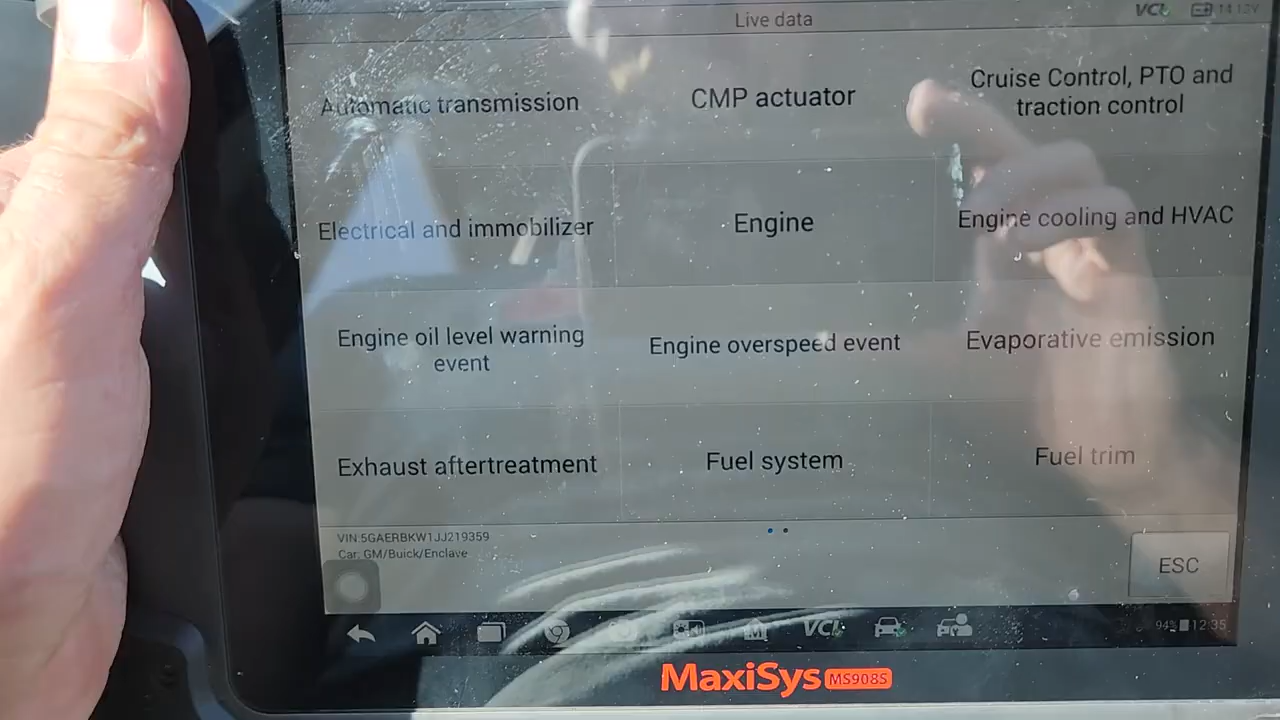 Live data
VCI
Automatic transmission
CMP actuator
Cruise Control, PTO and
traction control
Electrical and immobilizer
Engine
Engine cooling and HVAC
Engine oil level warning
event
Engine overspeed event
Evaporative emission
Exhaust aftertreatment
Fuel system
Fuel trim
VIN:5GAERBKW1JJ219359
Car: GM/Buick/Enclave
ESC
VCI
94% 12:35
MaxiSys MS908S